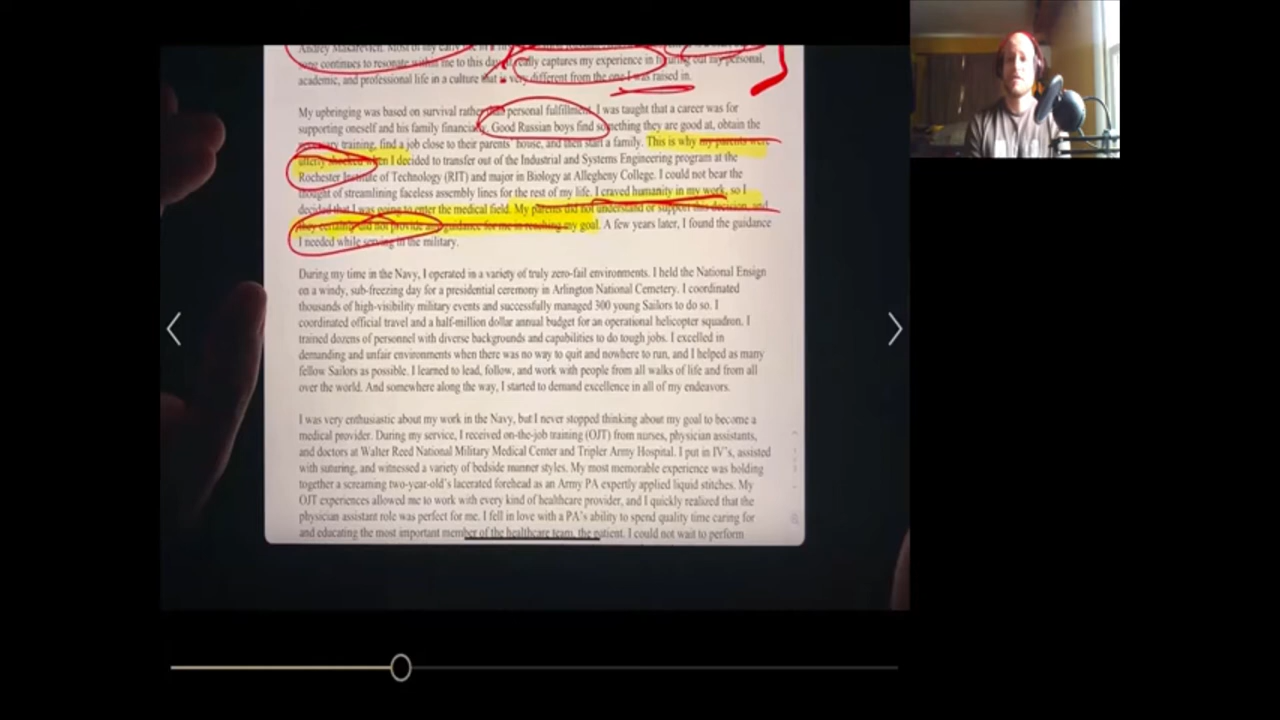 Andrey Makarevich. Most of my early
continues to resonate within me to this day. It really captures my experience in figuring out my personal,
academic, and professional life in a culture that is very different from the one I was raised in.
My upbringing was based on survival rather than personal fulfillment. I was taught that a career was for
supporting oneself and his family financially. Good Russian boys find something they are good at, obtain the
necessary training, find a job close to their parents' house, and then start a family. This is why my parents were
utterly shocked when I decided to transfer out of the Industrial and Systems Engineering program at the
Rochester Institute of Technology (RIT) and major in Biology at Allegheny College. I could not bear the
thought of streamlining faceless assembly lines for the rest of my life. I craved humanity in my work, so I
decided that I was going to enter the medical field. My parents did not understand or support this decision, and
they certainly did not provide any guidance for me in reaching my goal. A few years later, I found the guidance
I needed while serving in the military.
During my time in the Navy, I operated in a variety of truly zero-fail environments. I held the National Ensign
on a windy, sub-freezing day for a presidential ceremony in Arlington National Cemetery. I coordinated
thousands of high-visibility military events and successfully managed 300 young Sailors to do so. I
coordinated official travel and a half-million dollar annual budget for an operational helicopter squadron. I
trained dozens of personnel with diverse backgrounds and capabilities to do tough jobs. I excelled in
demanding and unfair environments when there was no way to quit and nowhere to run, and I helped as many
fellow Sailors as possible. I learned to lead, follow, and work with people from all walks of life and from all
over the world. And somewhere along the way, I started to demand excellence in all of my endeavors.
I was very enthusiastic about my work in the Navy, but I never stopped thinking about my goal to become a
medical provider. During my service, I received on-the-job training (OJT) from nurses, physician assistants,
and doctors at Walter Reed National Military Medical Center and Tripler Army Hospital. I put in IV's, assisted
with suturing, and witnessed a variety of bedside manner styles. My most memorable experience was holding
together a screaming two-year-old's lacerated forehead as an Army PA expertly applied liquid stitches. My
OJT experiences allowed me to work with every kind of healthcare provider, and I quickly realized that the
physician assistant role was perfect for me. I fell in love with a PA's ability to spend quality time caring for
and educating the most important member of the healthcare team, the patient. I could not wait to perform